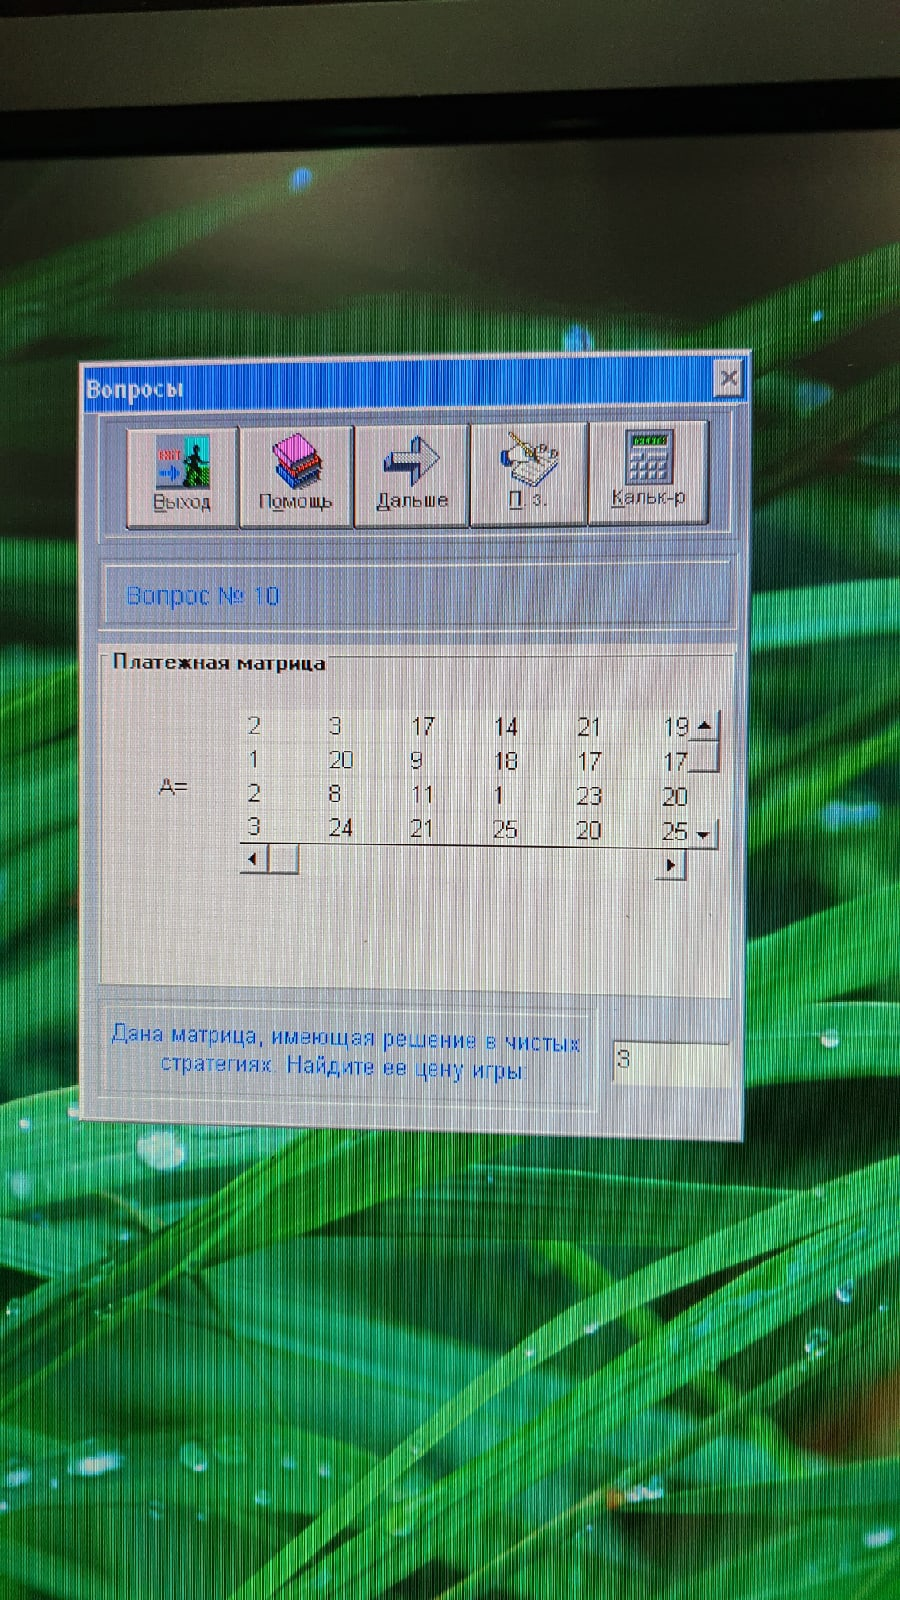 Вопросы
Выход Помощь Дальше П. з. Кальк-р
Вопрос № 10
Платежная матрица
2 3 17 14 21 19
1 20 9 18 17 17
A=
2 8 11 1 23 20
3 24 21 25 20 25
Дана матрица, имеющая решение в чистых
стратегиях. Найдите ее цену игры:
3